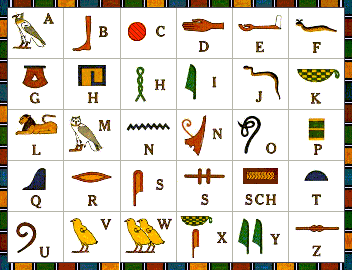 A B C D E F
G H H I J K
L M N N O P
Q R S S SCH T
U V W X Y Z